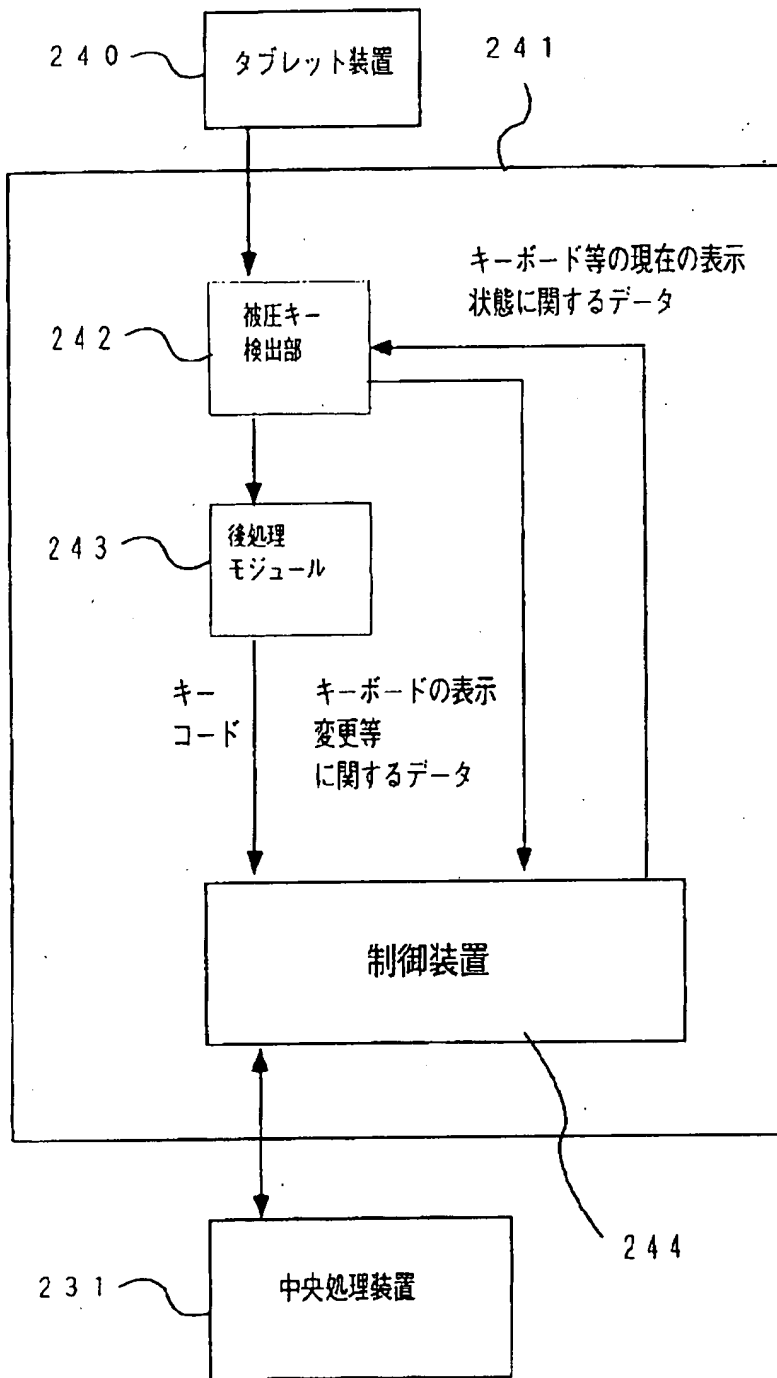 240
タブレット装置
241
キーボード等の現在の表示
状態に関するデータ
242
被圧キー
検出部
243
後処理
モジュール
キー
コード
キーボードの表示
変更等
に関するデータ
制御装置
244
231
中央処理装置